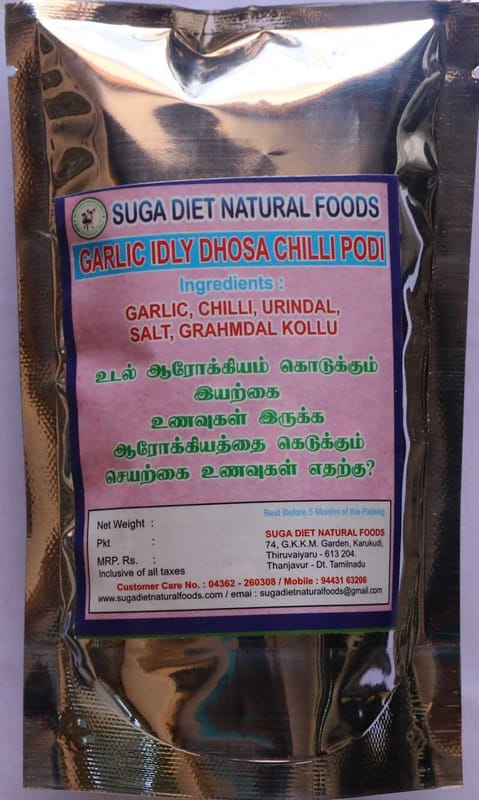 SUGA DIET NATURAL FOODS
GARLIC IDLY DHOSA CHILLI PODI
Ingredients :
GARLIC, CHILLI, URINDAL,
SALT, GRAHMDAL KOLLU
உடல் ஆரோக்கியம் கொடுக்கும்
இயற்கை
உணவுகள் இருக்க
ஆரோக்கியத்தை கெடுக்கும்
செயற்கை உணவுகள் எதற்கு?
Best Before 5 Months of this Packing
Net Weight :
Pkt :
MRP. Rs. :
Inclusive of all taxes
SUGA DIET NATURAL FOODS
74, G.K.K.M. Garden, Karukudi,
Thiruvaiyaru - 613 204.
Thanjavur - Dt. Tamilnadu
Customer Care No. : 04362 - 260308 / Mobile : 94431 63206
www.sugadietnaturalfoods.com / emai : sugadietnaturalfoods@gmail.com